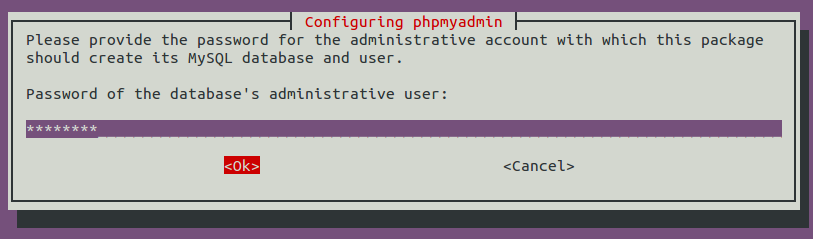 Configuring phpmyadmin
Please provide the password for the administrative account with which this package
should create its MySQL database and user.
Password of the database's administrative user:
********
<Ok>
<Cancel>